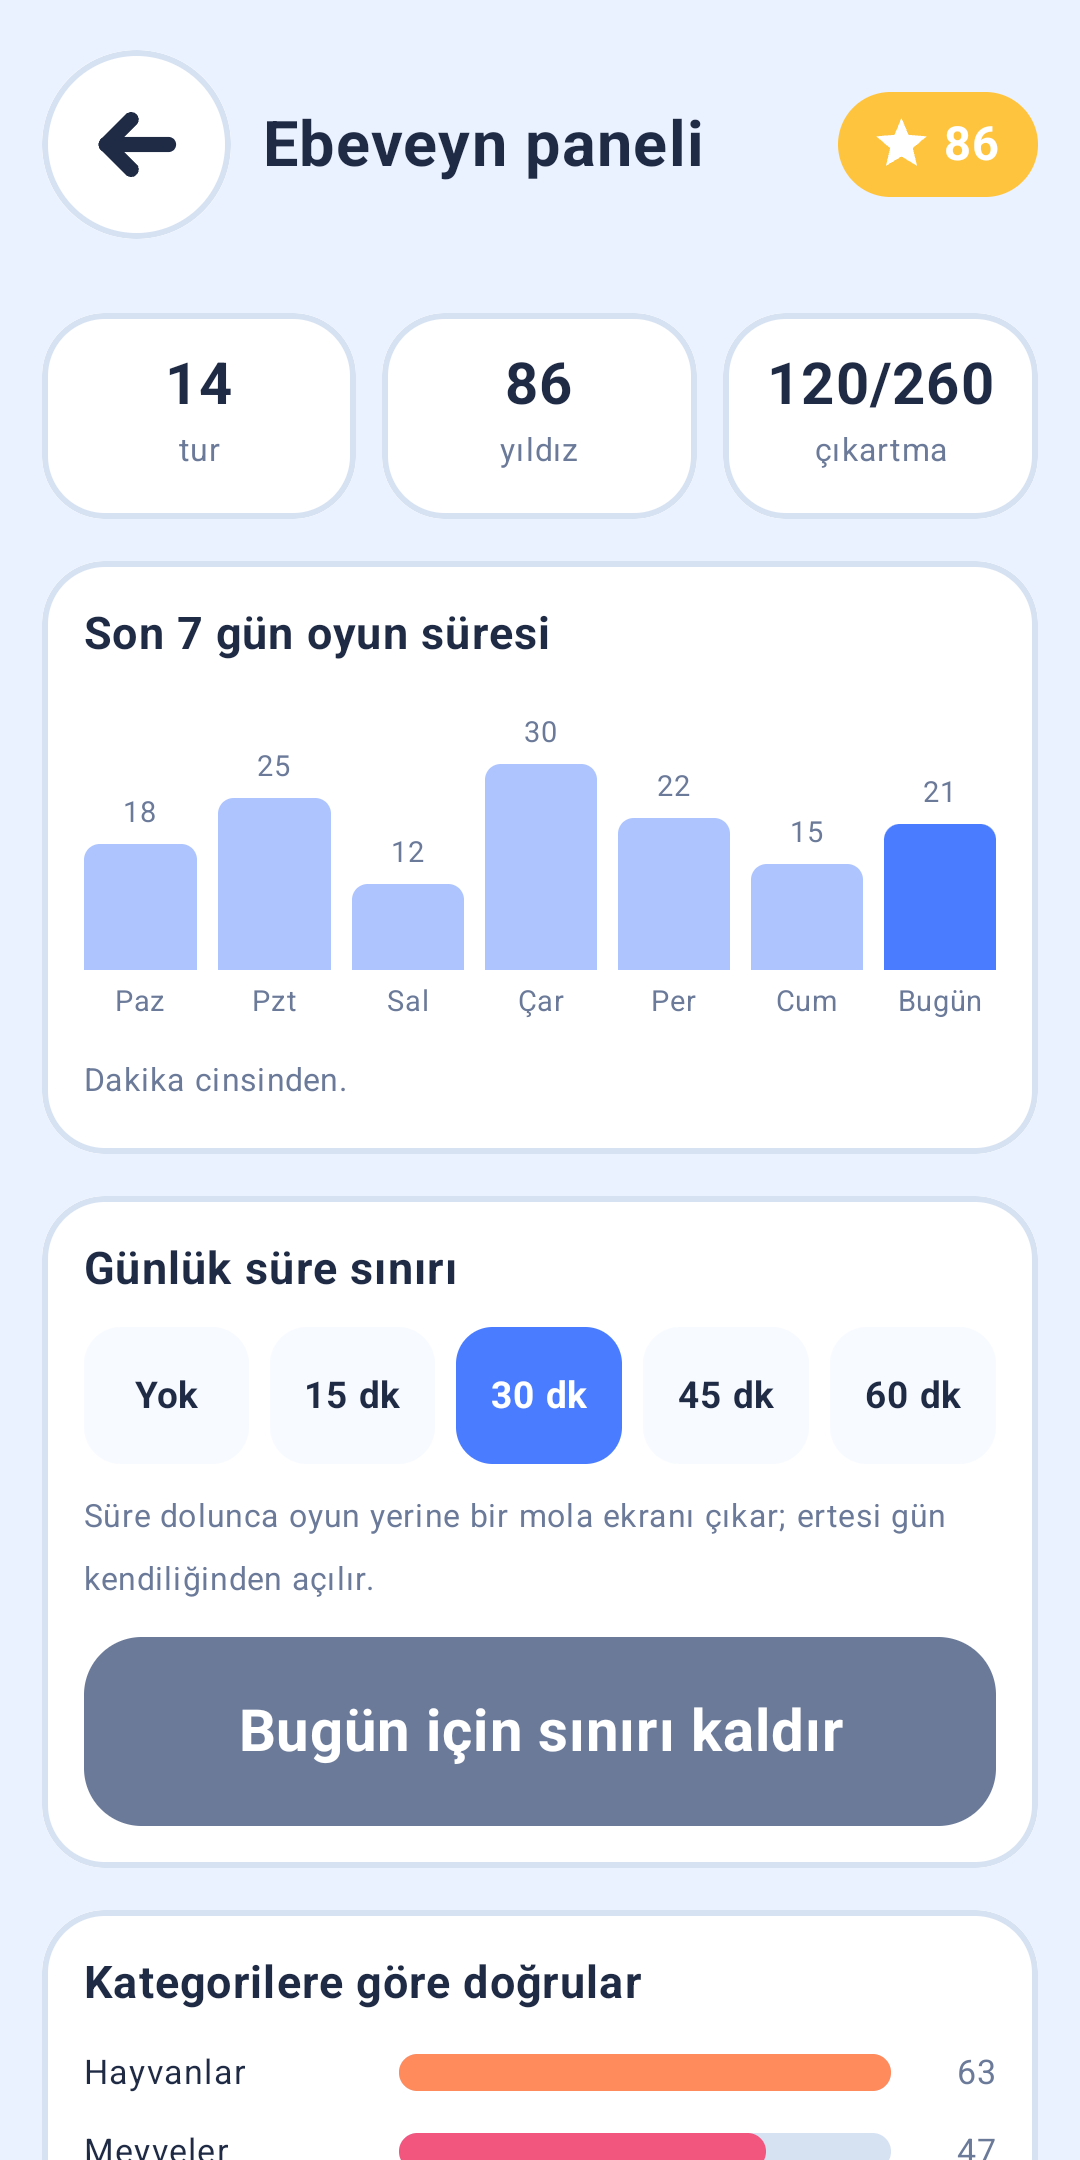 Ebeveyn paneli
86
14
tur
86
yıldız
120/260
çıkartma
Son 7 gün oyun süresi
18
25
12
30
22
15
21
Paz
Pzt
Sal
Çar
Per
Cum
Bugün
Dakika cinsinden.
Günlük süre sınırı
Yok
15 dk
30 dk
45 dk
60 dk
Süre dolunca oyun yerine bir mola ekranı çıkar; ertesi gün
kendiliğinden açılır.
Bugün için sınırı kaldır
Kategorilere göre doğrular
Hayvanlar
63
Meyveler
47